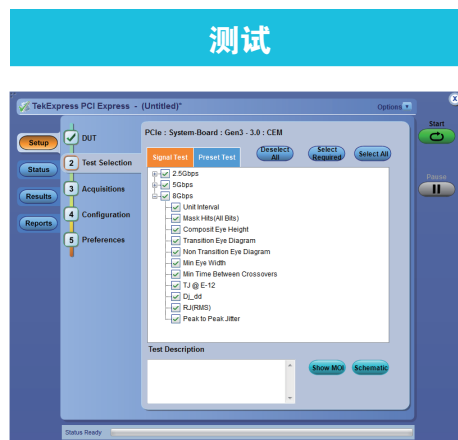 测试
TekExpress PCI Express - (Untitled)*
Options
x
Setup
Status
Results
Reports
DUT
2 Test Selection
3 Acquisitions
4 Configuration
5 Preferences
PCIe : System-Board : Gen3 - 3.0 : CEM
Signal Test
Preset Test
Deselect All
Select Required
Select All
2.5Gbps
5Gbps
8Gbps
Unit Interval
Mask Hits(All Bits)
Composit Eye Height
Transition Eye Diagram
Non Transition Eye Diagram
Min Eye Width
Min Time Between Crossovers
TJ @ E-12
Dj_dd
RJ(RMS)
Peak to Peak Jitter
Test Description
Show MOI
Schematic
Start
Pause
Status Ready